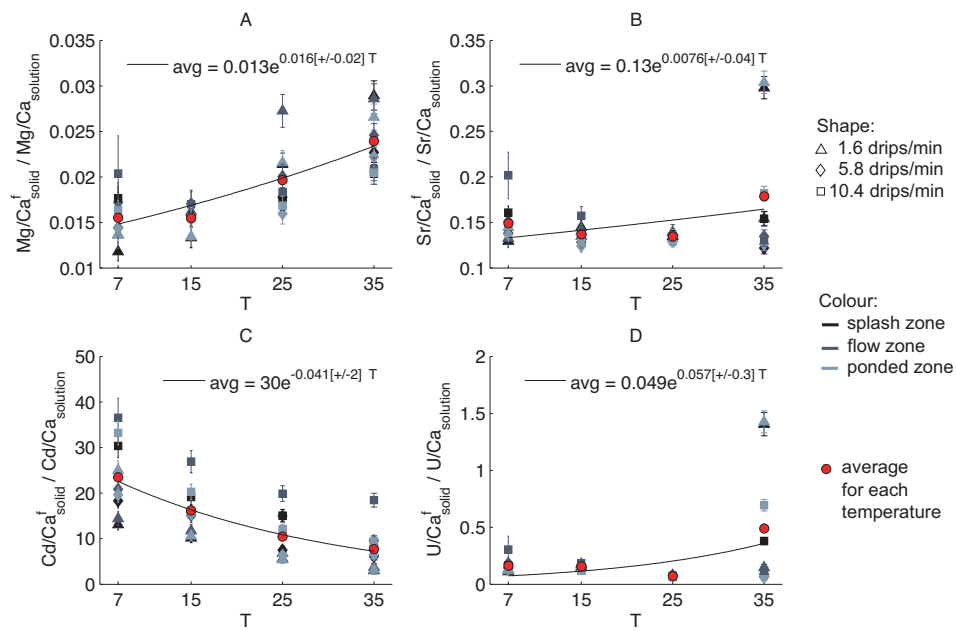 A
avg = 0.013e^0.016[+/-0.02] T
Mg/Ca^f_solid / Mg/Ca_solution
0.035
0.03
0.025
0.02
0.015
0.01
7 15 25 35
T
B
avg = 0.13e^0.0076[+/-0.04] T
Sr/Ca^f_solid / Sr/Ca_solution
0.35
0.3
0.25
0.2
0.15
0.1
7 15 25 35
T
Shape:
1.6 drips/min
5.8 drips/min
10.4 drips/min
C
avg = 30e^-0.041[+/-2] T
Cd/Ca^f_solid / Cd/Ca_solution
50
40
30
20
10
0
7 15 25 35
T
D
avg = 0.049e^0.057[+/-0.3] T
U/Ca^f_solid / U/Ca_solution
2
1.5
1
0.5
0
7 15 25 35
T
Colour:
splash zone
flow zone
ponded zone
average
for each
temperature